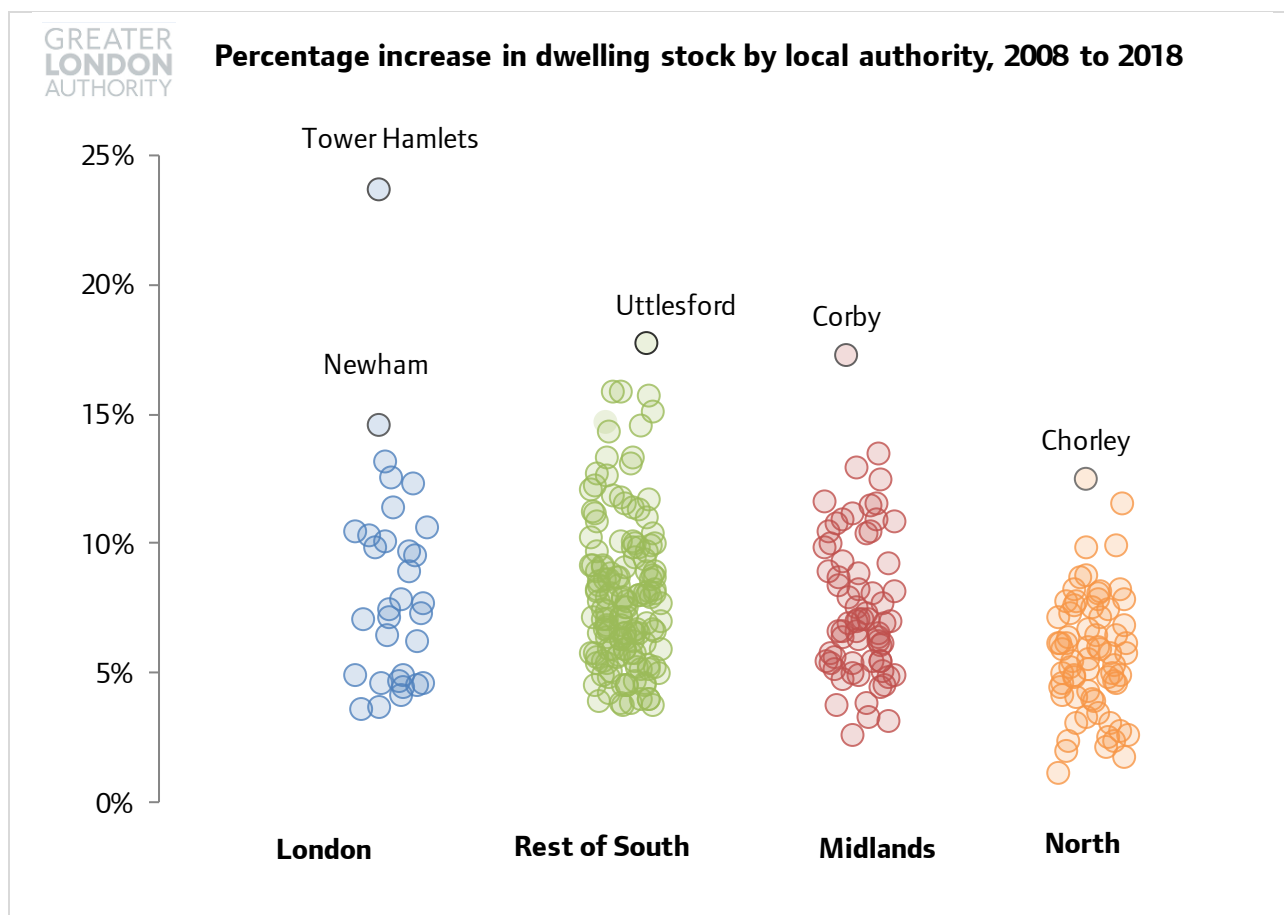 GREATER
LONDON
AUTHORITY
Percentage increase in dwelling stock by local authority, 2008 to 2018
Tower Hamlets
25%
20%
Uttlesford
Corby
Newham
15%
Chorley
10%
5%
0%
London
Rest of South
Midlands
North